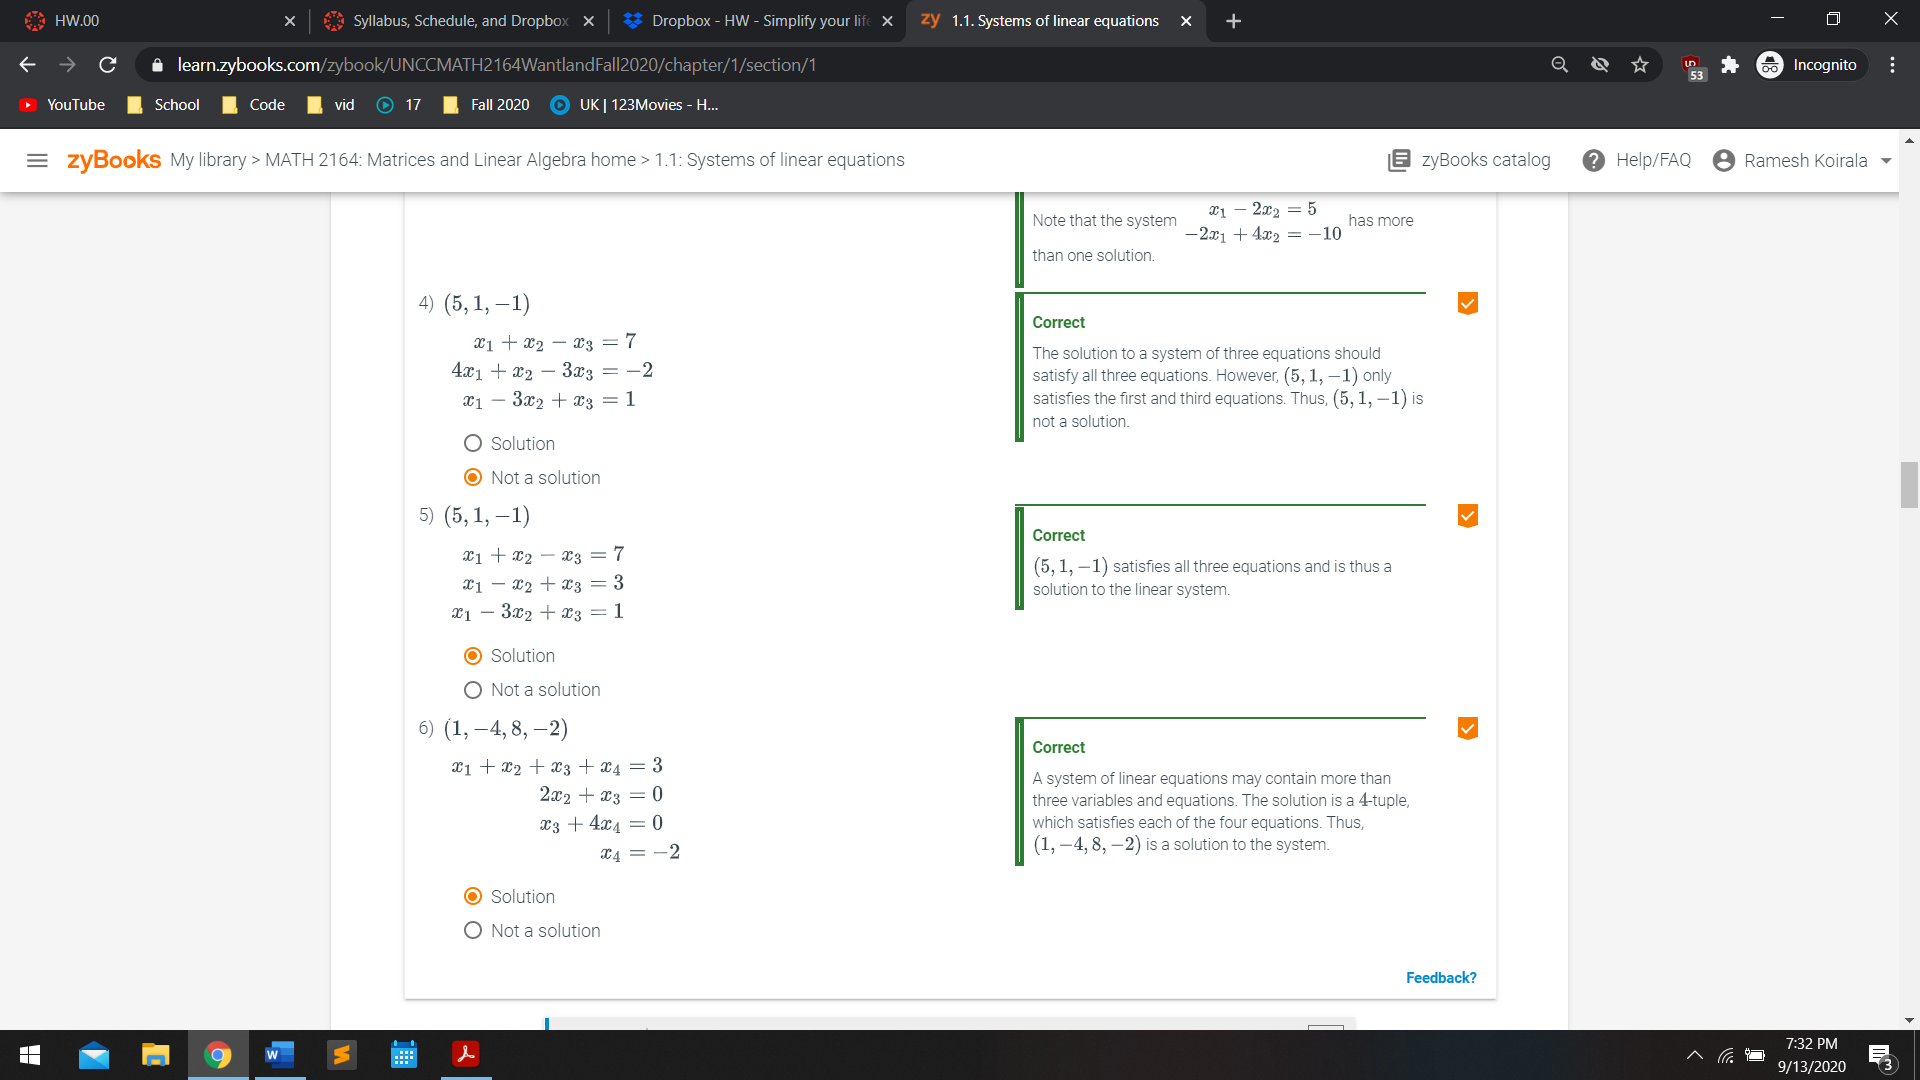 HW.00
Syllabus, Schedule, and Dropbox
Dropbox - HW - Simplify your life
zy 1.1. Systems of linear equations
learn.zybooks.com/zybook/UNCCMATH2164WantlandFall2020/chapter/1/section/1
53
Incognito
YouTube School Code vid 17 Fall 2020 UK | 123Movies - H...
zyBooks My library > MATH 2164: Matrices and Linear Algebra home > 1.1: Systems of linear equations
zyBooks catalog Help/FAQ Ramesh Koirala
Note that the system x₁ − 2x₂ = 5
−2x₁ + 4x₂ = −10 has more
than one solution.
4) (5, 1, −1)
x₁ + x₂ − x₃ = 7
4x₁ + x₂ − 3x₃ = −2
x₁ − 3x₂ + x₃ = 1
Solution
Not a solution
Correct
The solution to a system of three equations should
satisfy all three equations. However, (5, 1, −1) only
satisfies the first and third equations. Thus, (5, 1, −1) is
not a solution.
5) (5, 1, −1)
x₁ + x₂ − x₃ = 7
x₁ − x₂ + x₃ = 3
x₁ − 3x₂ + x₃ = 1
Solution
Not a solution
Correct
(5, 1, −1) satisfies all three equations and is thus a
solution to the linear system.
6) (1, −4, 8, −2)
x₁ + x₂ + x₃ + x₄ = 3
2x₂ + x₃ = 0
x₃ + 4x₄ = 0
x₄ = −2
Solution
Not a solution
Correct
A system of linear equations may contain more than
three variables and equations. The solution is a 4-tuple,
which satisfies each of the four equations. Thus,
(1, −4, 8, −2) is a solution to the system.
Feedback?
7:32 PM
9/13/2020
3